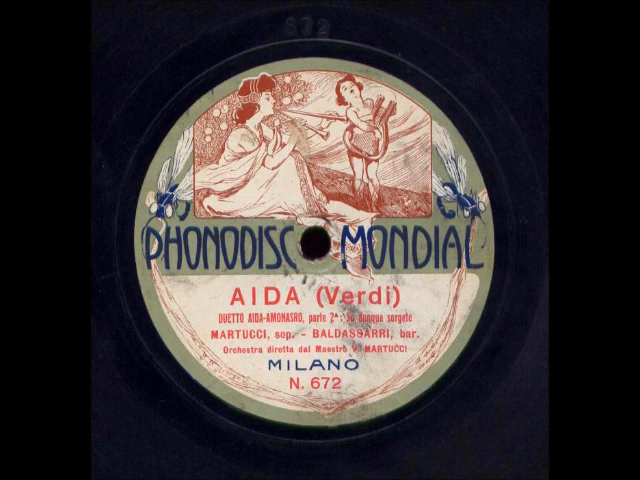 672
PHONODISC MONDIAL
AIDA (Verdi)
DUETTO AIDA-AMONASRO, parte 2ª: Su dunque sorgete
MARTUCCI, sop. - BALDASSARRI, bar.
Orchestra diretta dal Maestro V. MARTUCCI
MILANO
N. 672